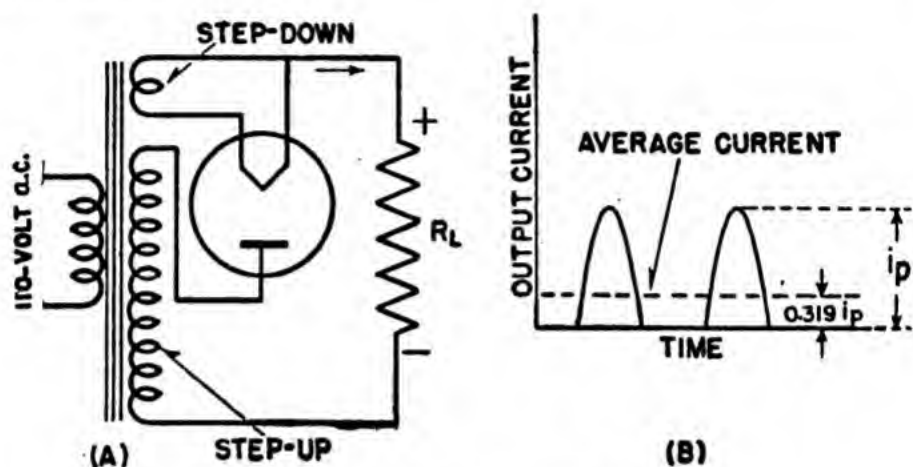 STEP-DOWN
110-VOLT a.c.
+
RL
−
STEP-UP
(A)
OUTPUT CURRENT
AVERAGE CURRENT
ip
0.319 ip
TIME
(B)